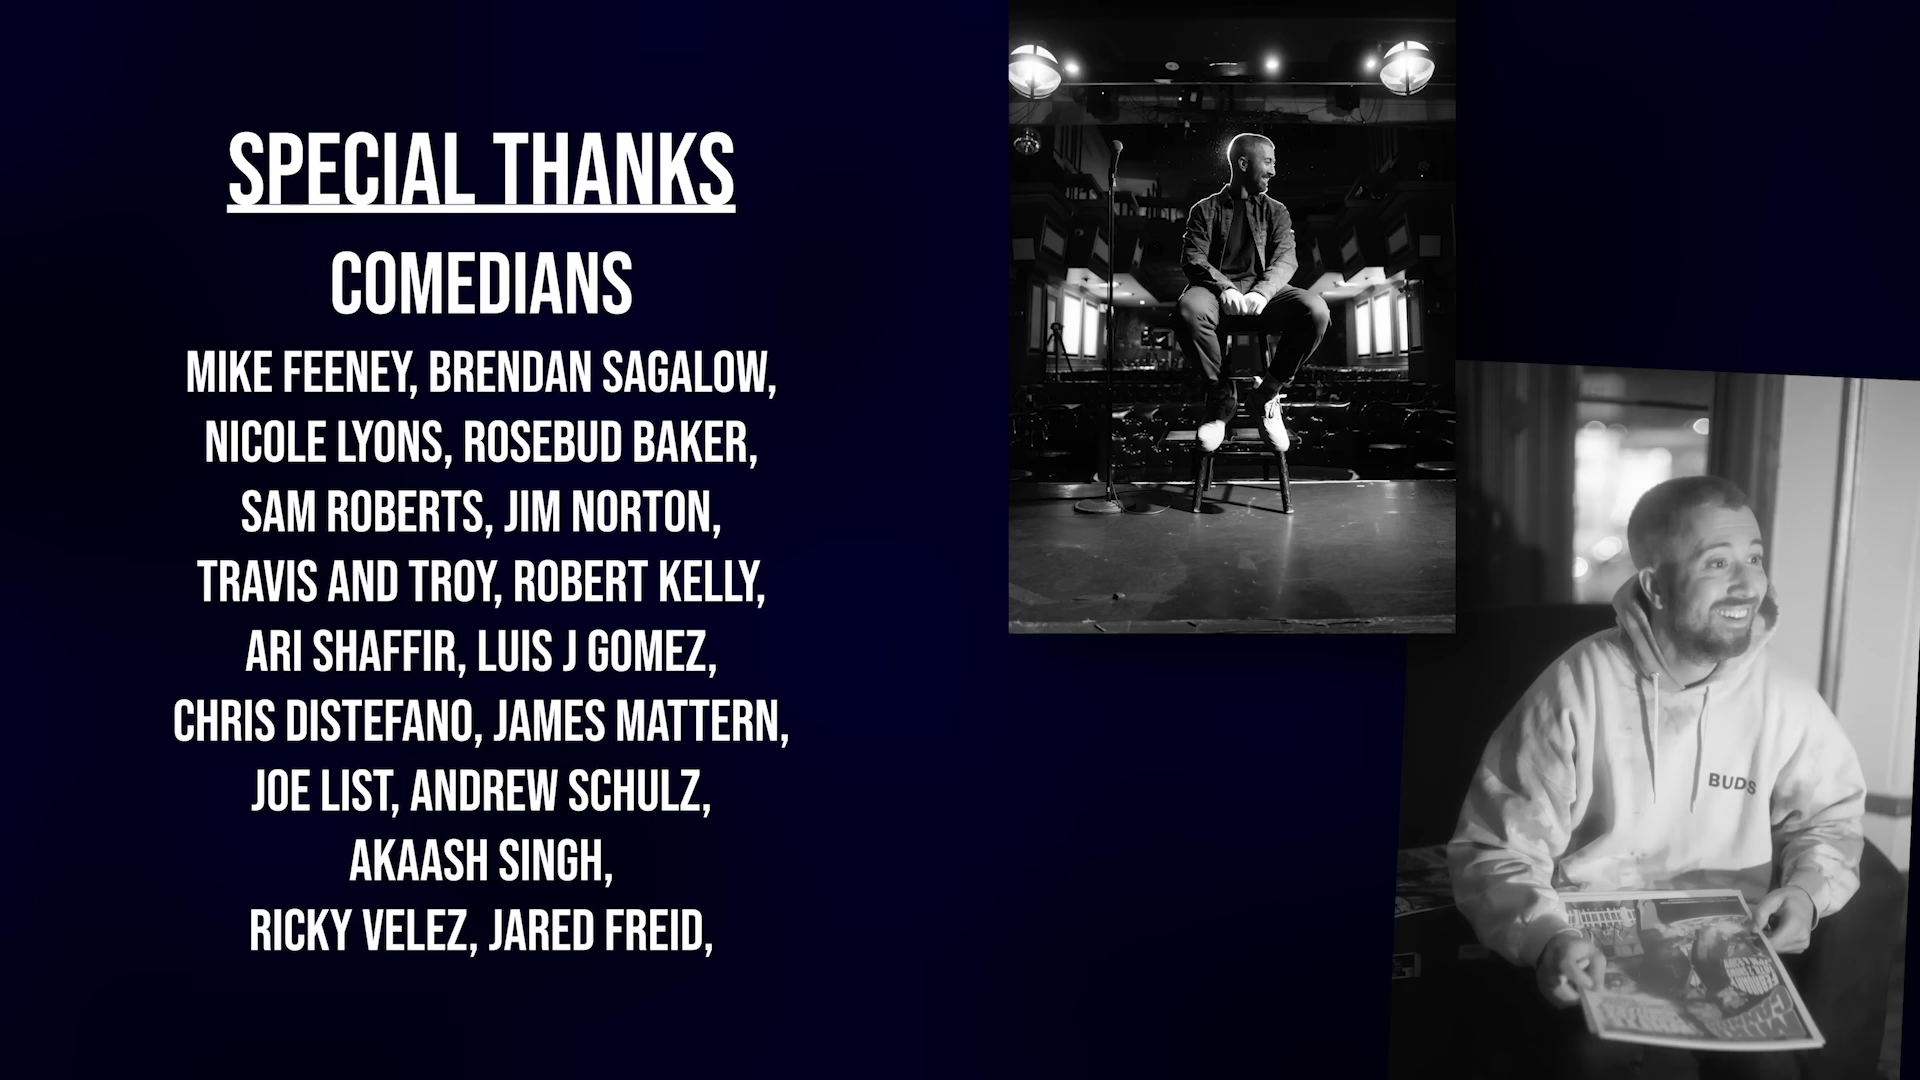 SPECIAL THANKS
COMEDIANS
MIKE FEENEY, BRENDAN SAGALOW,
NICOLE LYONS, ROSEBUD BAKER,
SAM ROBERTS, JIM NORTON,
TRAVIS AND TROY, ROBERT KELLY,
ARI SHAFFIR, LUIS J GOMEZ,
CHRIS DISTEFANO, JAMES MATTERN,
JOE LIST, ANDREW SCHULZ,
AKAASH SINGH,
RICKY VELEZ, JARED FREID,
BUDS